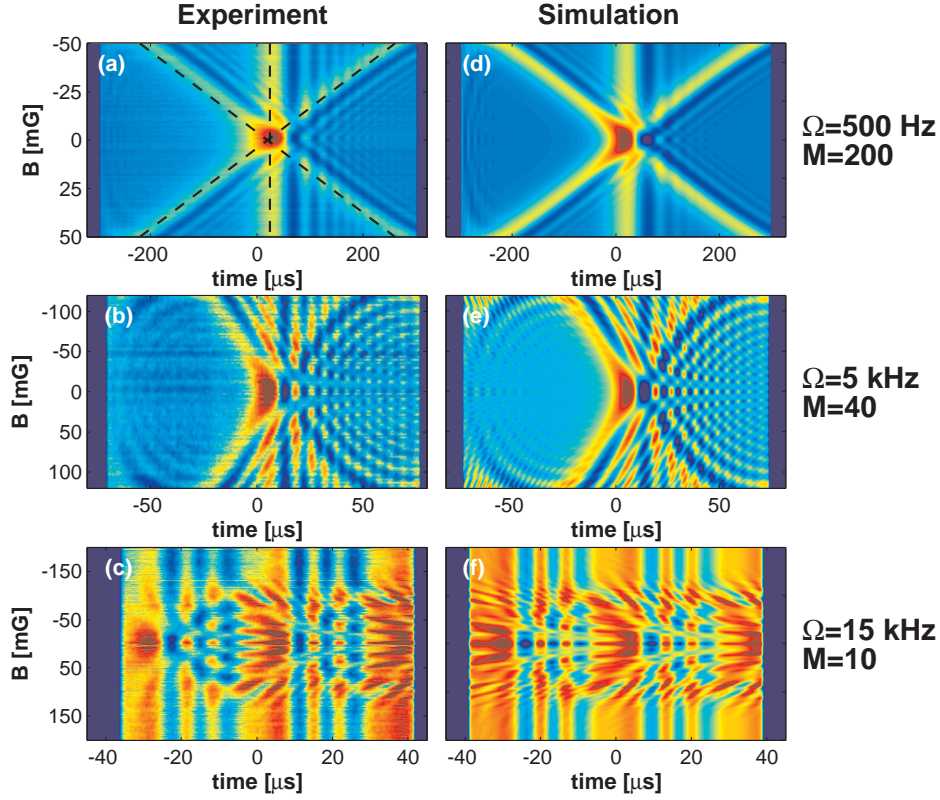 Experiment
Simulation
-50
-25
0
25
50
B [mG]
(a)
(d)
Ω=500 Hz
M=200
-200 0 200
time [μs]
-200 0 200
time [μs]
-100
-50
0
50
100
B [mG]
(b)
(e)
Ω=5 kHz
M=40
-50 0 50
time [μs]
-50 0 50
time [μs]
-150
-50
-50
0
50
50
150
B [mG]
(c)
(f)
Ω=15 kHz
M=10
-40 -20 0 20 40
time [μs]
-40 -20 0 20 40
time [μs]